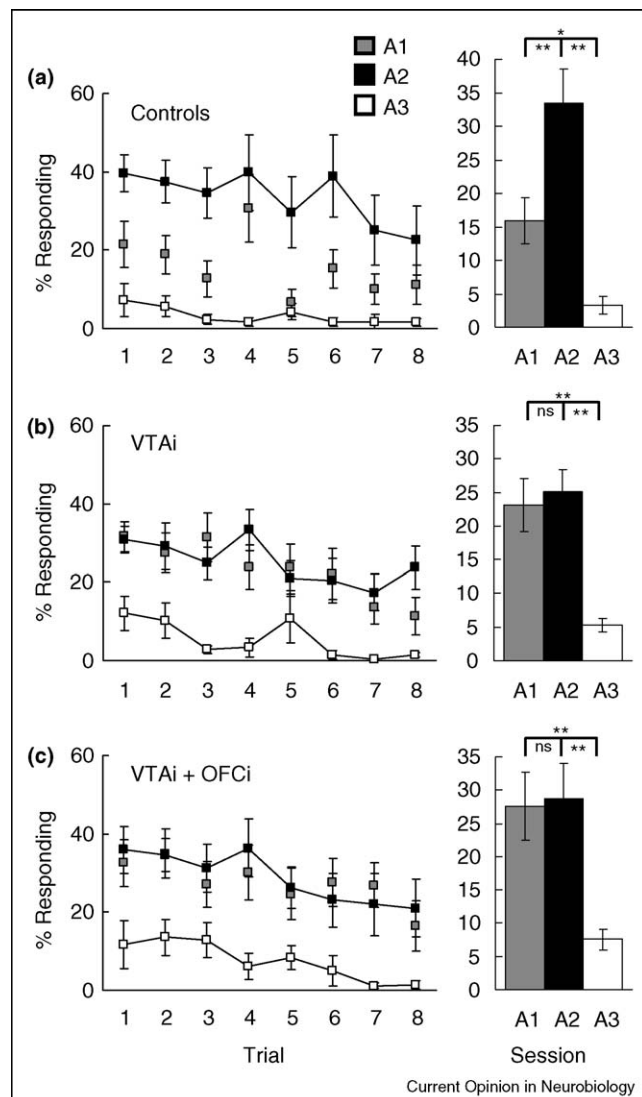 A1
A2
A3
(a)
Controls
% Responding
60
40
20
0
1 2 3 4 5 6 7 8
*
** **
40
35
30
25
20
15
10
5
0
A1 A2 A3
(b)
VTAi
% Responding
60
40
20
0
1 2 3 4 5 6 7 8
**
ns **
35
30
25
20
15
10
5
0
A1 A2 A3
(c)
VTAi + OFCi
% Responding
60
40
20
0
1 2 3 4 5 6 7 8
Trial
**
ns **
35
30
25
20
15
10
5
0
A1 A2 A3
Session
Current Opinion in Neurobiology